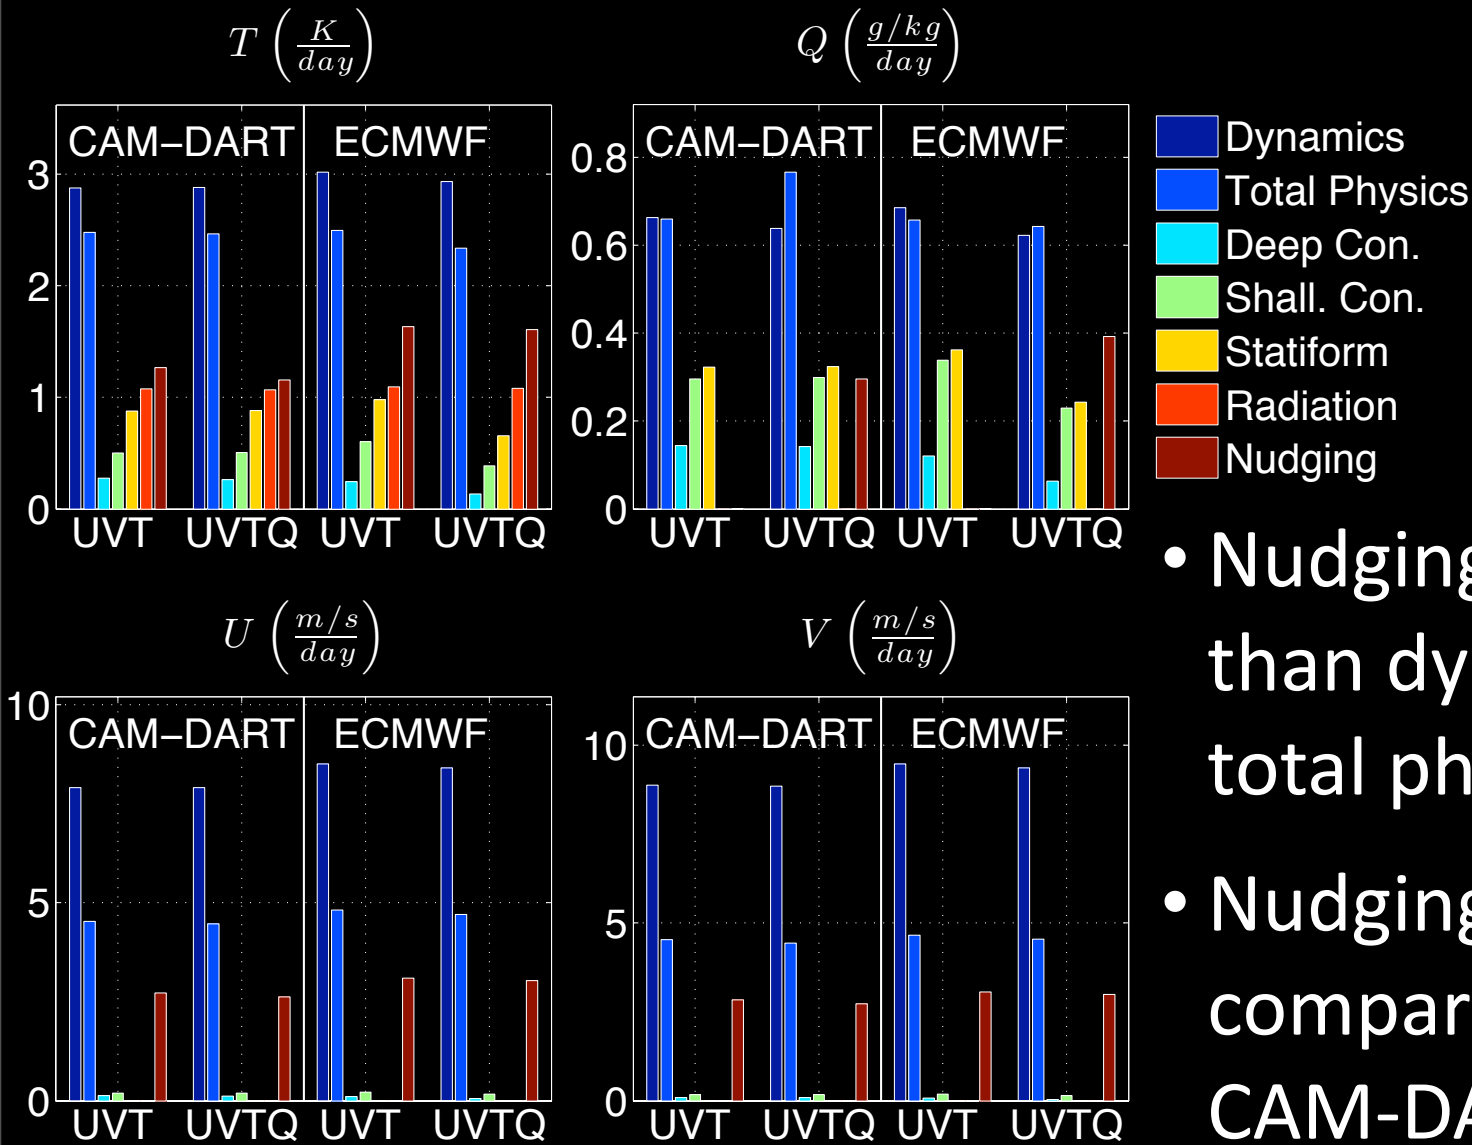 T (K/day)
Q (g/kg/day)
CAM–DART ECMWF
3
2
1
0
UVT UVTQ UVT UVTQ
CAM–DART ECMWF
0.8
0.6
0.4
0.2
0
UVT UVTQ UVT UVTQ
Dynamics
Total Physics
Deep Con.
Shall. Con.
Statiform
Radiation
Nudging
U (m/s/day)
V (m/s/day)
CAM–DART ECMWF
10
5
0
UVT UVTQ UVT UVTQ
CAM–DART ECMWF
10
5
0
UVT UVTQ UVT UVTQ
• Nudging
than dy
total ph
• Nudging
compar
CAM-DA